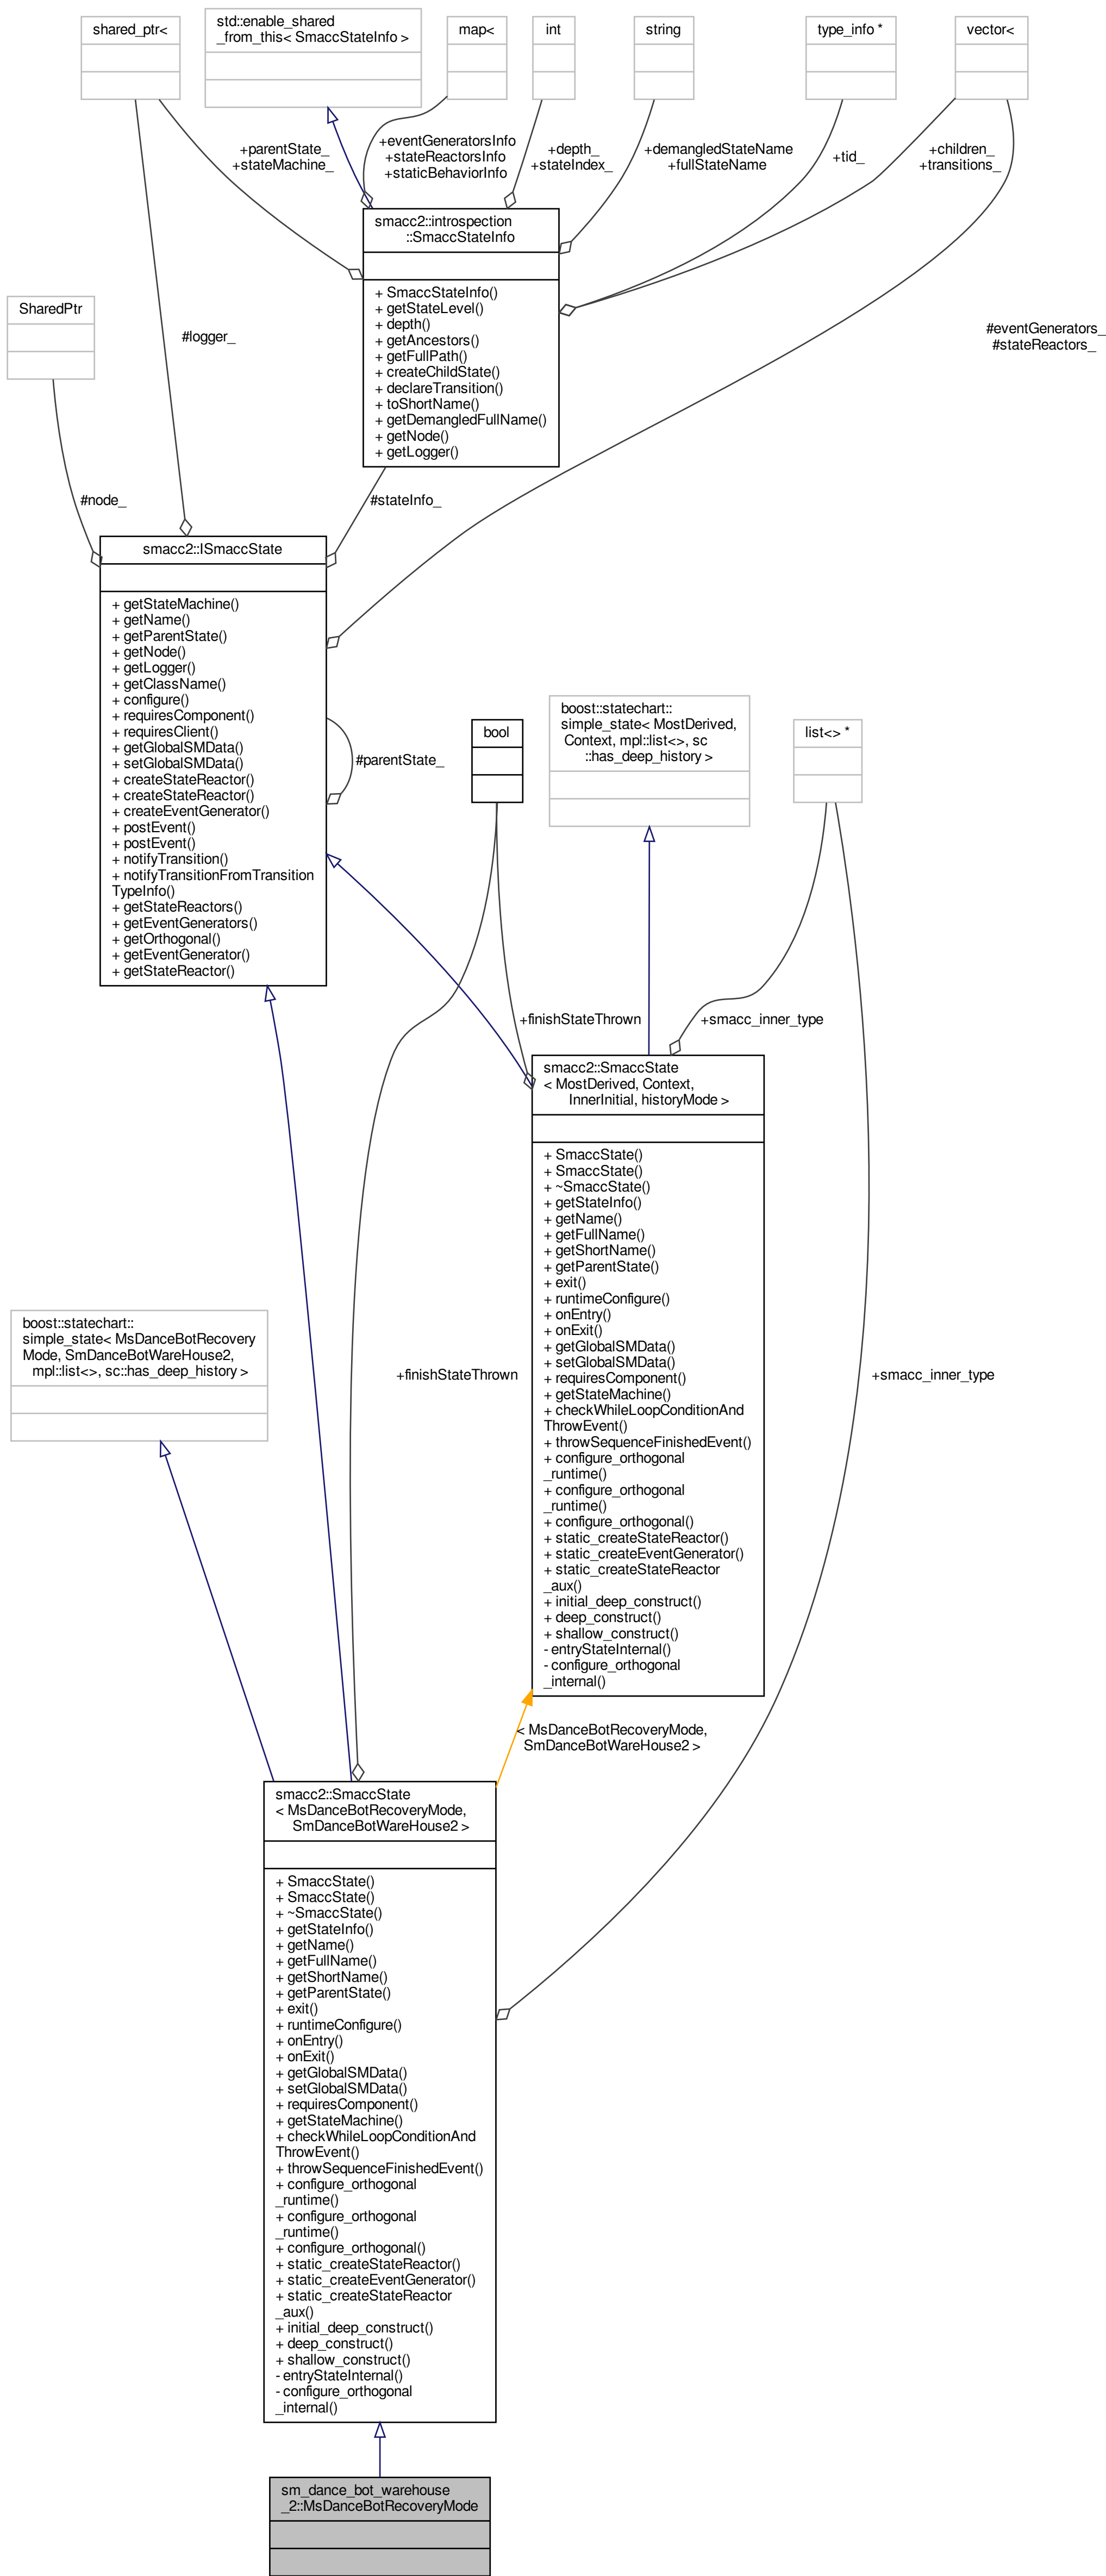 shared_ptr<
std::enable_shared
_from_this< SmaccStateInfo >
map<
int
string
type_info *
vector<
+parentState_
+stateMachine_
+eventGeneratorsInfo
+stateReactorsInfo
+staticBehaviorInfo
+depth_
+stateIndex_
+demangledStateName
+fullStateName
+tid_
+children_
+transitions_
smacc2::introspection
::SmaccStateInfo
+ SmaccStateInfo()
+ getStateLevel()
+ depth()
+ getAncestors()
+ getFullPath()
+ createChildState()
+ declareTransition()
+ toShortName()
+ getDemangledFullName()
+ getNode()
+ getLogger()
SharedPtr
#logger_
#eventGenerators_
#stateReactors_
#node_
#stateInfo_
smacc2::ISmaccState
+ getStateMachine()
+ getName()
+ getParentState()
+ getNode()
+ getLogger()
+ getClassName()
+ configure()
+ requiresComponent()
+ requiresClient()
+ getGlobalSMData()
+ setGlobalSMData()
+ createStateReactor()
+ createStateReactor()
+ createEventGenerator()
+ postEvent()
+ postEvent()
+ notifyTransition()
+ notifyTransitionFromTransition
TypeInfo()
+ getStateReactors()
+ getEventGenerators()
+ getOrthogonal()
+ getEventGenerator()
+ getStateReactor()
#parentState_
bool
boost::statechart::
simple_state< MostDerived,
Context, mpl::list<>, sc
::has_deep_history >
list<> *
+finishStateThrown
+smacc_inner_type
smacc2::SmaccState
< MostDerived, Context,
InnerInitial, historyMode >
+ SmaccState()
+ SmaccState()
+ ~SmaccState()
+ getStateInfo()
+ getName()
+ getFullName()
+ getShortName()
+ getParentState()
+ exit()
+ runtimeConfigure()
+ onEntry()
+ onExit()
+ getGlobalSMData()
+ setGlobalSMData()
+ requiresComponent()
+ getStateMachine()
+ checkWhileLoopConditionAnd
ThrowEvent()
+ throwSequenceFinishedEvent()
+ configure_orthogonal
_runtime()
+ configure_orthogonal
_runtime()
+ configure_orthogonal()
+ static_createStateReactor()
+ static_createEventGenerator()
+ static_createStateReactor
_aux()
+ initial_deep_construct()
+ deep_construct()
+ shallow_construct()
- entryStateInternal()
- configure_orthogonal
_internal()
boost::statechart::
simple_state< MsDanceBotRecovery
Mode, SmDanceBotWareHouse2,
mpl::list<>, sc::has_deep_history >
+finishStateThrown
+smacc_inner_type
< MsDanceBotRecoveryMode,
SmDanceBotWareHouse2 >
smacc2::SmaccState
< MsDanceBotRecoveryMode,
SmDanceBotWareHouse2 >
+ SmaccState()
+ SmaccState()
+ ~SmaccState()
+ getStateInfo()
+ getName()
+ getFullName()
+ getShortName()
+ getParentState()
+ exit()
+ runtimeConfigure()
+ onEntry()
+ onExit()
+ getGlobalSMData()
+ setGlobalSMData()
+ requiresComponent()
+ getStateMachine()
+ checkWhileLoopConditionAnd
ThrowEvent()
+ throwSequenceFinishedEvent()
+ configure_orthogonal
_runtime()
+ configure_orthogonal
_runtime()
+ configure_orthogonal()
+ static_createStateReactor()
+ static_createEventGenerator()
+ static_createStateReactor
_aux()
+ initial_deep_construct()
+ deep_construct()
+ shallow_construct()
- entryStateInternal()
- configure_orthogonal
_internal()
sm_dance_bot_warehouse
_2::MsDanceBotRecoveryMode